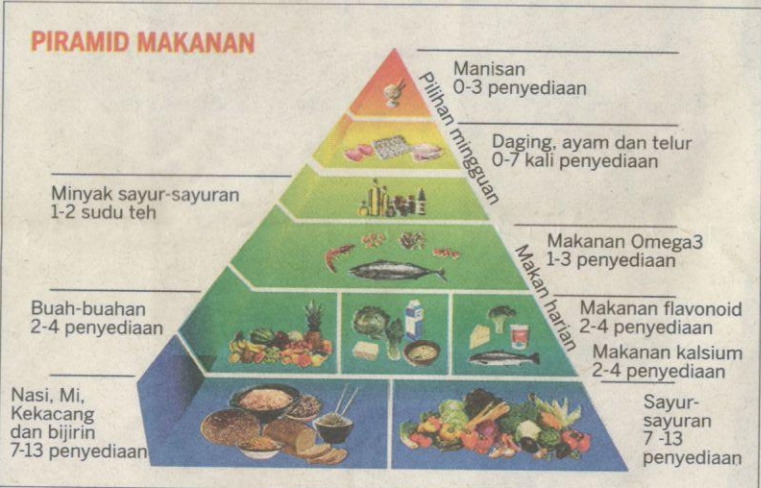 PIRAMID MAKANAN
Manisan
0-3 penyediaan
Pilihan mingguan
Daging, ayam dan telur
0-7 kali penyediaan
Minyak sayur-sayuran
1-2 sudu teh
Makanan Omega3
1-3 penyediaan
Makan harian
Buah-buahan
2-4 penyediaan
Makanan flavonoid
2-4 penyediaan
Makanan kalsium
2-4 penyediaan
Nasi, Mi,
Kekacang
dan bijirin
7-13 penyediaan
Sayur-
sayuran
7 -13
penyediaan